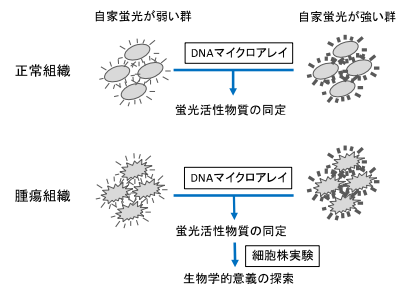 自家蛍光が弱い群
自家蛍光が強い群
正常組織
DNAマイクロアレイ
蛍光活性物質の同定
腫瘍組織
DNAマイクロアレイ
蛍光活性物質の同定
細胞株実験
生物学的意義の探索